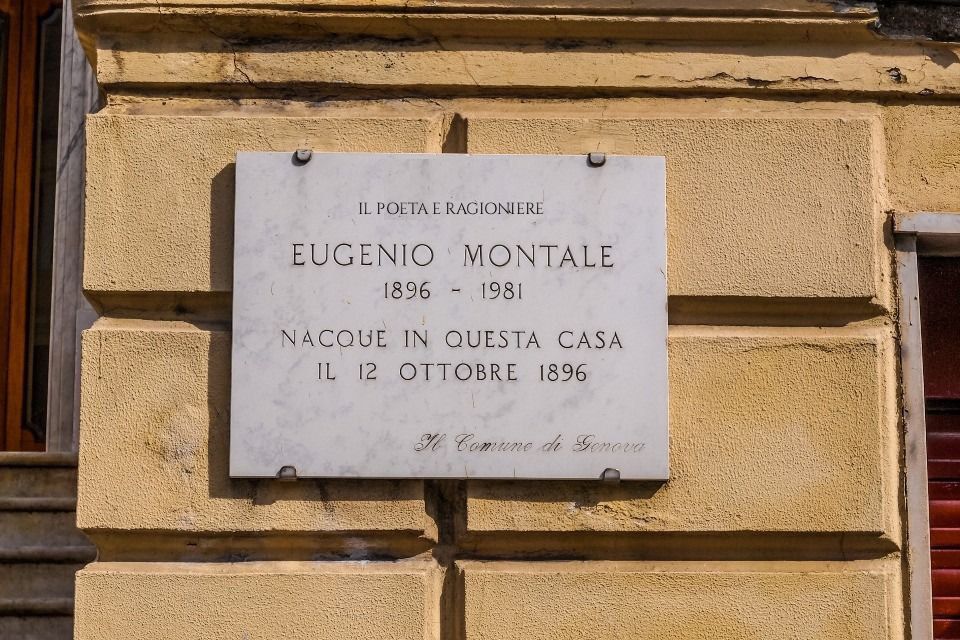 IL POETA E RAGIONIERE
EUGENIO MONTALE
1896 - 1981
NACQUE IN QUESTA CASA
IL 12 OTTOBRE 1896
Il Comune di Genova